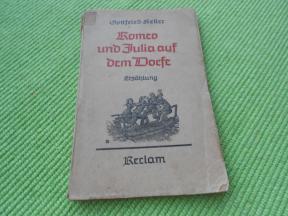 Gottfried Keller
Romeo
und Julia auf
dem Dorfe
Erzählung
Reclam